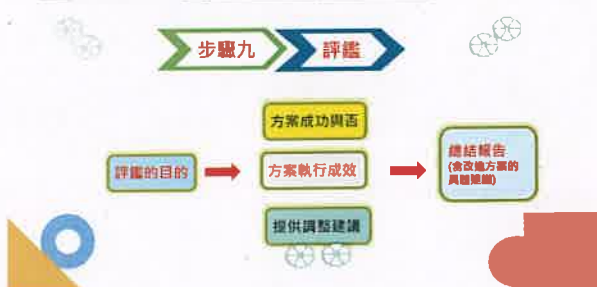 步驟九
評鑑
方案成功與否
評鑑的目的
方案執行成效
總結報告
(含改進方案的
具體建議)
提供調整建議